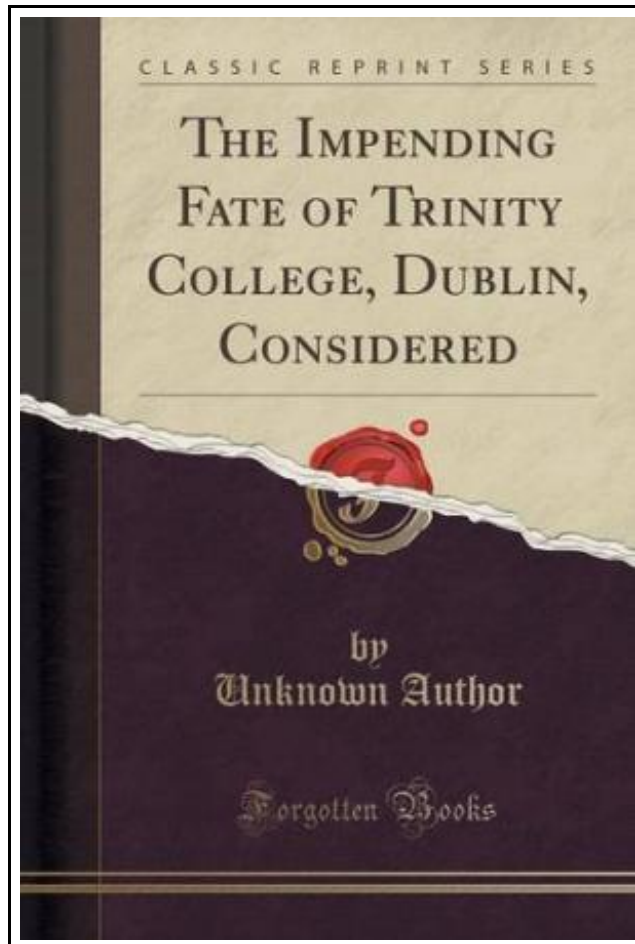 CLASSIC REPRINT SERIES
THE IMPENDING
FATE OF TRINITY
COLLEGE, DUBLIN,
CONSIDERED
by
Unknown Author
Forgotten Books